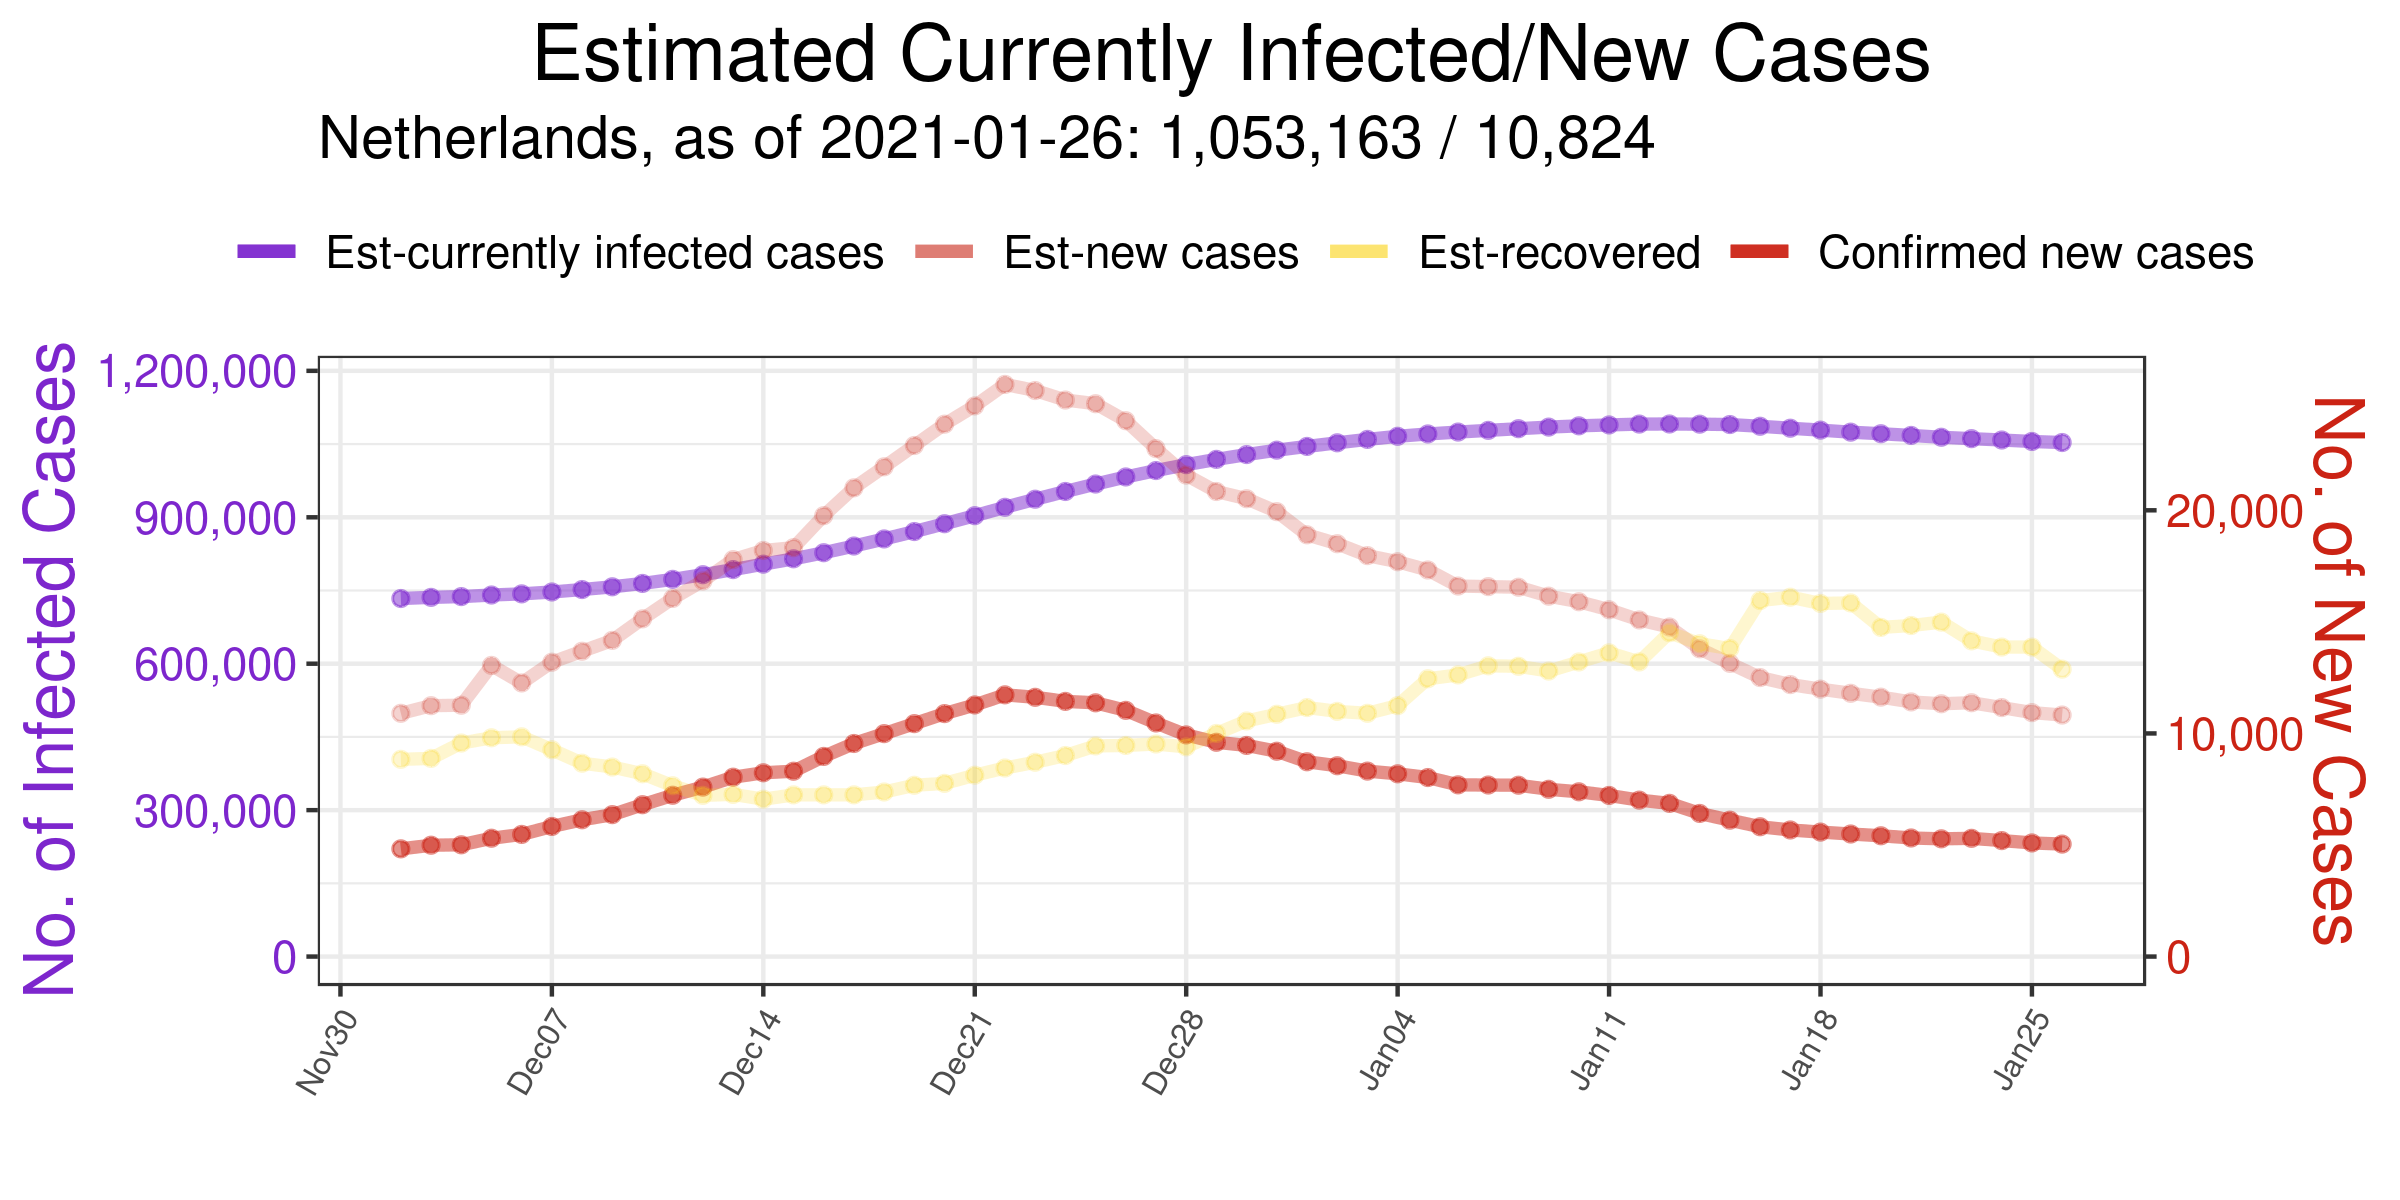 Estimated Currently Infected/New Cases
Netherlands, as of 2021-01-26: 1,053,163 / 10,824
Est-currently infected cases Est-new cases Est-recovered Confirmed new cases
No. of Infected Cases
1,200,000
900,000
600,000
300,000
0
20,000
10,000
0
No. of New Cases
Nov30 Dec07 Dec14 Dec21 Dec28 Jan04 Jan11 Jan18 Jan25